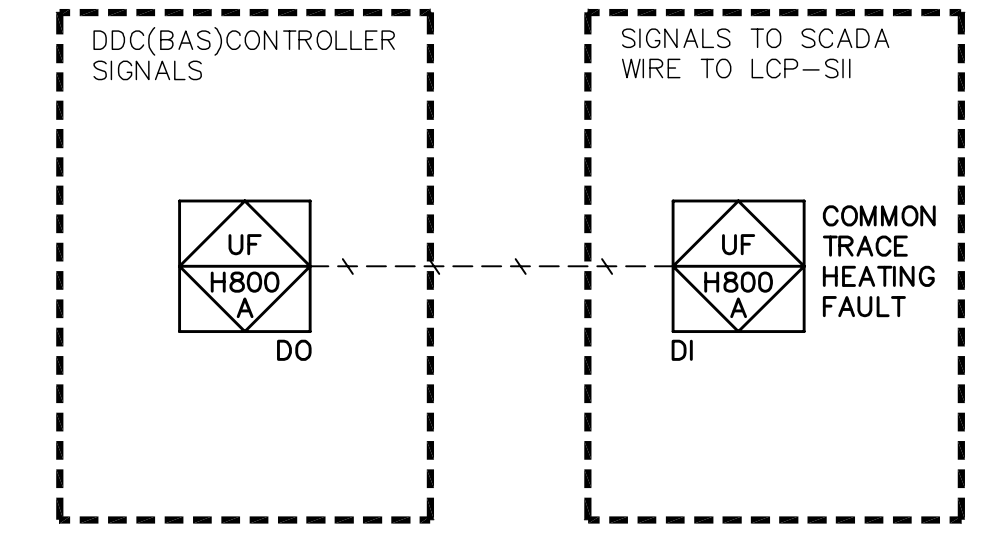 DDC(BAS)CONTROLLER
SIGNALS
UF
H800
A
DO
SIGNALS TO SCADA
WIRE TO LCP-SII
UF
H800
A
DI
COMMON
TRACE
HEATING
FAULT